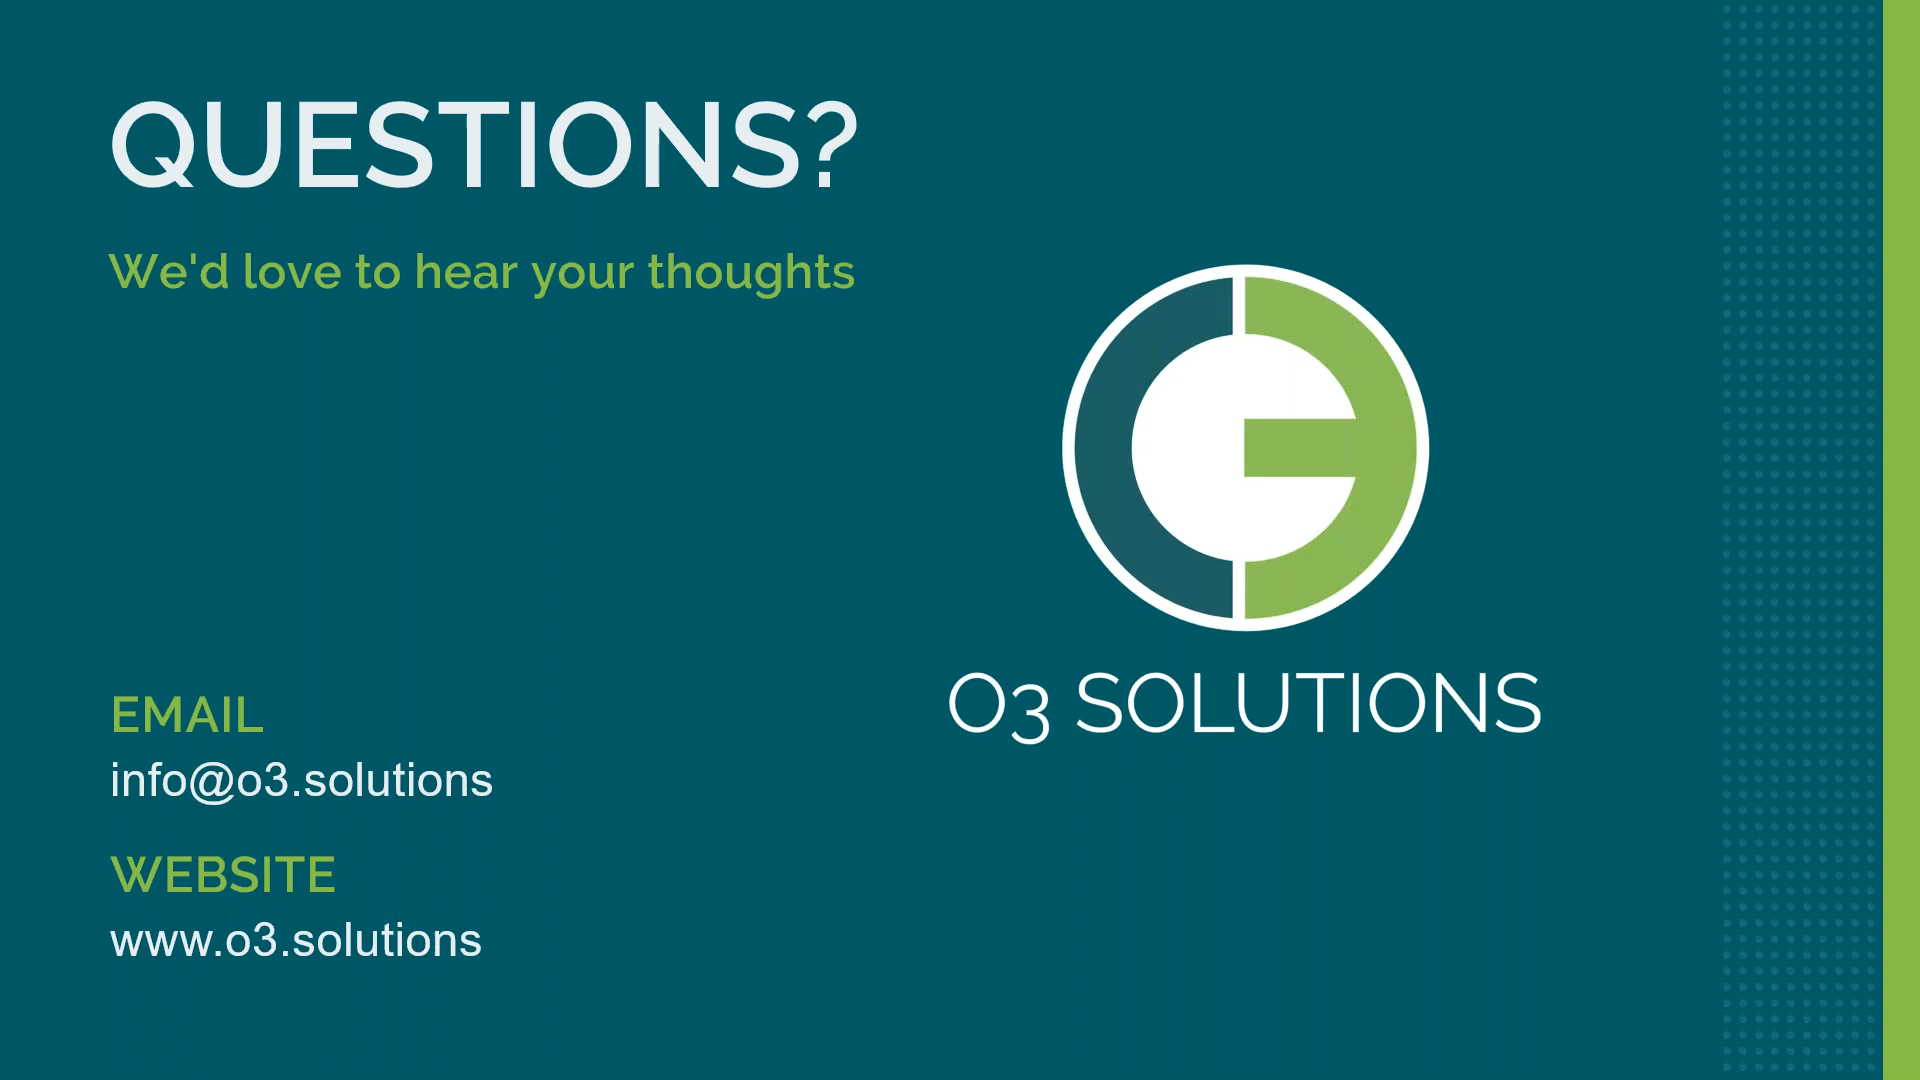 QUESTIONS?
We'd love to hear your thoughts
O3 SOLUTIONS
EMAIL
info@o3.solutions
WEBSITE
www.o3.solutions